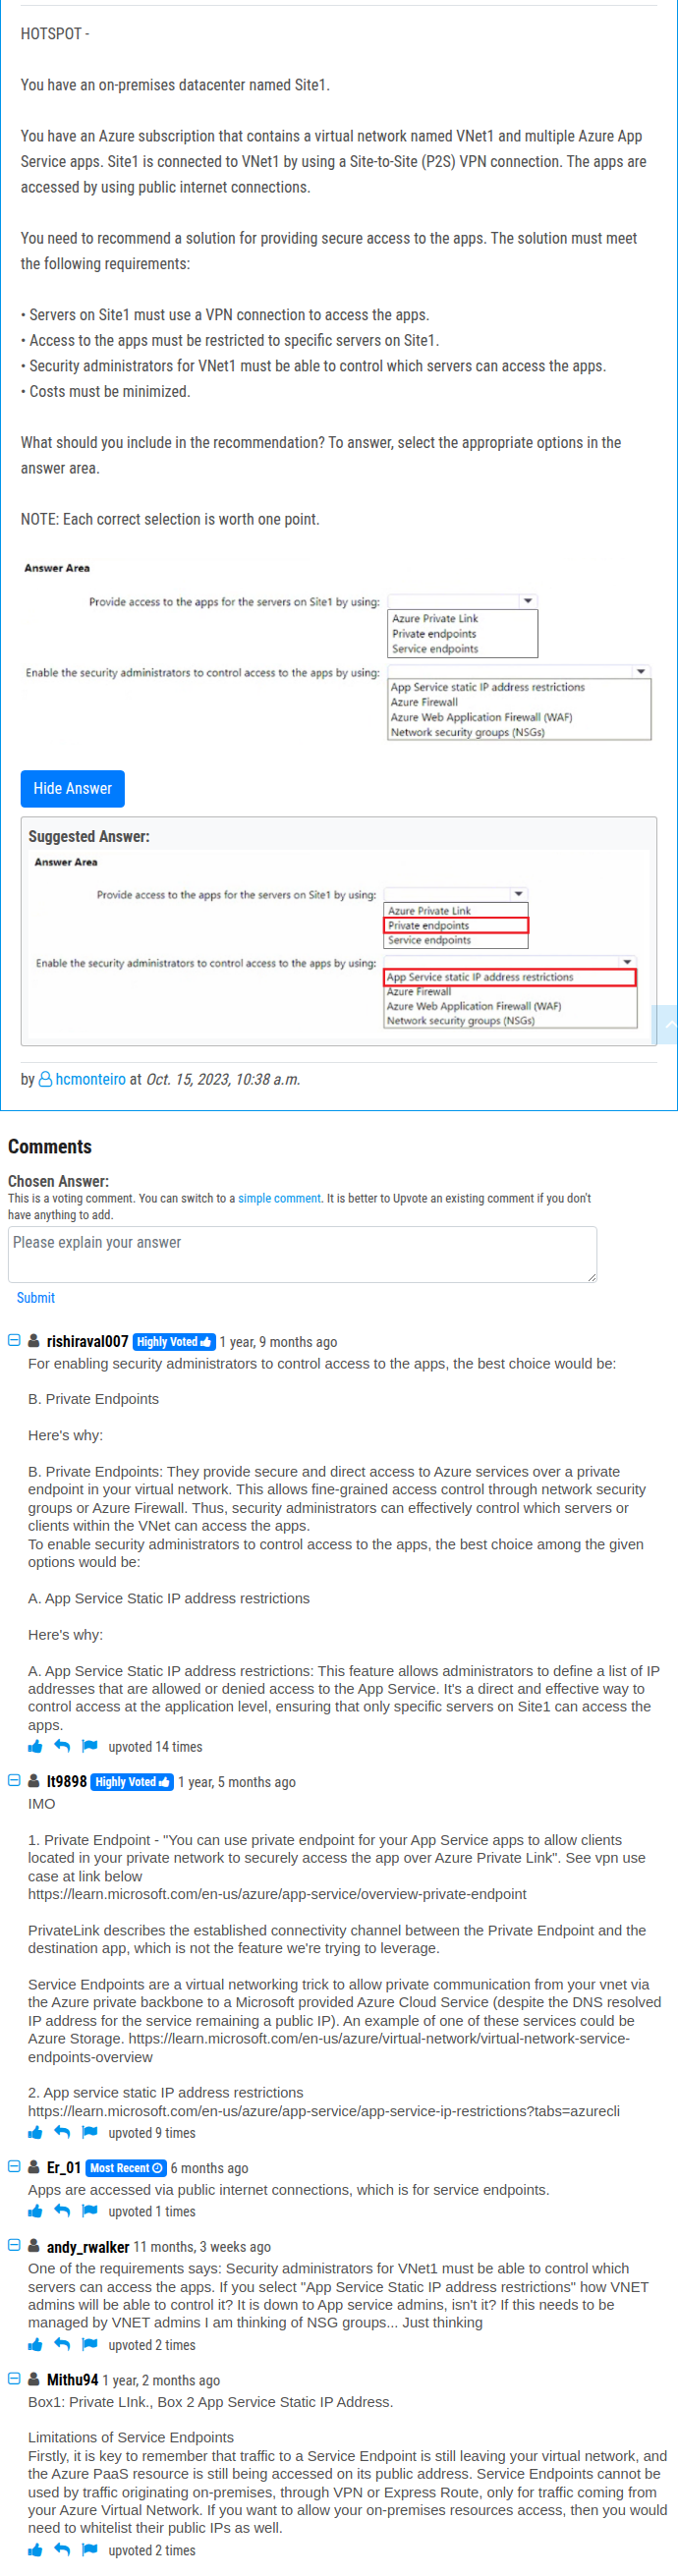 HOTSPOT -
You have an on-premises datacenter named Site1.
You have an Azure subscription that contains a virtual network named VNet1 and multiple Azure App
Service apps. Site1 is connected to VNet1 by using a Site-to-Site (P2S) VPN connection. The apps are
accessed by using public internet connections.
You need to recommend a solution for providing secure access to the apps. The solution must meet
the following requirements:
• Servers on Site1 must use a VPN connection to access the apps.
• Access to the apps must be restricted to specific servers on Site1.
• Security administrators for VNet1 must be able to control which servers can access the apps.
• Costs must be minimized.
What should you include in the recommendation? To answer, select the appropriate options in the
answer area.
NOTE: Each correct selection is worth one point.
Answer Area
Provide access to the apps for the servers on Site1 by using:
Azure Private Link
Private endpoints
Service endpoints
Enable the security administrators to control access to the apps by using:
App Service static IP address restrictions
Azure Firewall
Azure Web Application Firewall (WAF)
Network security groups (NSGs)
Hide Answer
Suggested Answer:
Answer Area
Provide access to the apps for the servers on Site1 by using:
Azure Private Link
Private endpoints
Service endpoints
Enable the security administrators to control access to the apps by using:
App Service static IP address restrictions
Azure Firewall
Azure Web Application Firewall (WAF)
Network security groups (NSGs)
by hcmonteiro at Oct. 15, 2023, 10:38 a.m.
Comments
Chosen Answer:
This is a voting comment. You can switch to a simple comment. It is better to Upvote an existing comment if you don't
have anything to add.
Please explain your answer
Submit
rishiraval007 Highly Voted 1 year, 9 months ago
For enabling security administrators to control access to the apps, the best choice would be:
B. Private Endpoints
Here's why:
B. Private Endpoints: They provide secure and direct access to Azure services over a private
endpoint in your virtual network. This allows fine-grained access control through network security
groups or Azure Firewall. Thus, security administrators can effectively control which servers or
clients within the VNet can access the apps.
To enable security administrators to control access to the apps, the best choice among the given
options would be:
A. App Service Static IP address restrictions
Here's why:
A. App Service Static IP address restrictions: This feature allows administrators to define a list of IP
addresses that are allowed or denied access to the App Service. It's a direct and effective way to
control access at the application level, ensuring that only specific servers on Site1 can access the
apps.
upvoted 14 times
lt9898 Highly Voted 1 year, 5 months ago
IMO
1. Private Endpoint - "You can use private endpoint for your App Service apps to allow clients
located in your private network to securely access the app over Azure Private Link". See vpn use
case at link below
https://learn.microsoft.com/en-us/azure/app-service/overview-private-endpoint
PrivateLink describes the established connectivity channel between the Private Endpoint and the
destination app, which is not the feature we're trying to leverage.
Service Endpoints are a virtual networking trick to allow private communication from your vnet via
the Azure private backbone to a Microsoft provided Azure Cloud Service (despite the DNS resolved
IP address for the service remaining a public IP). An example of one of these services could be
Azure Storage. https://learn.microsoft.com/en-us/azure/virtual-network/virtual-network-service-
endpoints-overview
2. App service static IP address restrictions
https://learn.microsoft.com/en-us/azure/app-service/app-service-ip-restrictions?tabs=azurecli
upvoted 9 times
Er_01 Most Recent 6 months ago
Apps are accessed via public internet connections, which is for service endpoints.
upvoted 1 times
andy_rwalker 11 months, 3 weeks ago
One of the requirements says: Security administrators for VNet1 must be able to control which
servers can access the apps. If you select "App Service Static IP address restrictions" how VNET
admins will be able to control it? It is down to App service admins, isn't it? If this needs to be
managed by VNET admins I am thinking of NSG groups... Just thinking
upvoted 2 times
Mithu94 1 year, 2 months ago
Box1: Private LInk., Box 2 App Service Static IP Address.
Limitations of Service Endpoints
Firstly, it is key to remember that traffic to a Service Endpoint is still leaving your virtual network, and
the Azure PaaS resource is still being accessed on its public address. Service Endpoints cannot be
used by traffic originating on-premises, through VPN or Express Route, only for traffic coming from
your Azure Virtual Network. If you want to allow your on-premises resources access, then you would
need to whitelist their public IPs as well.
upvoted 2 times